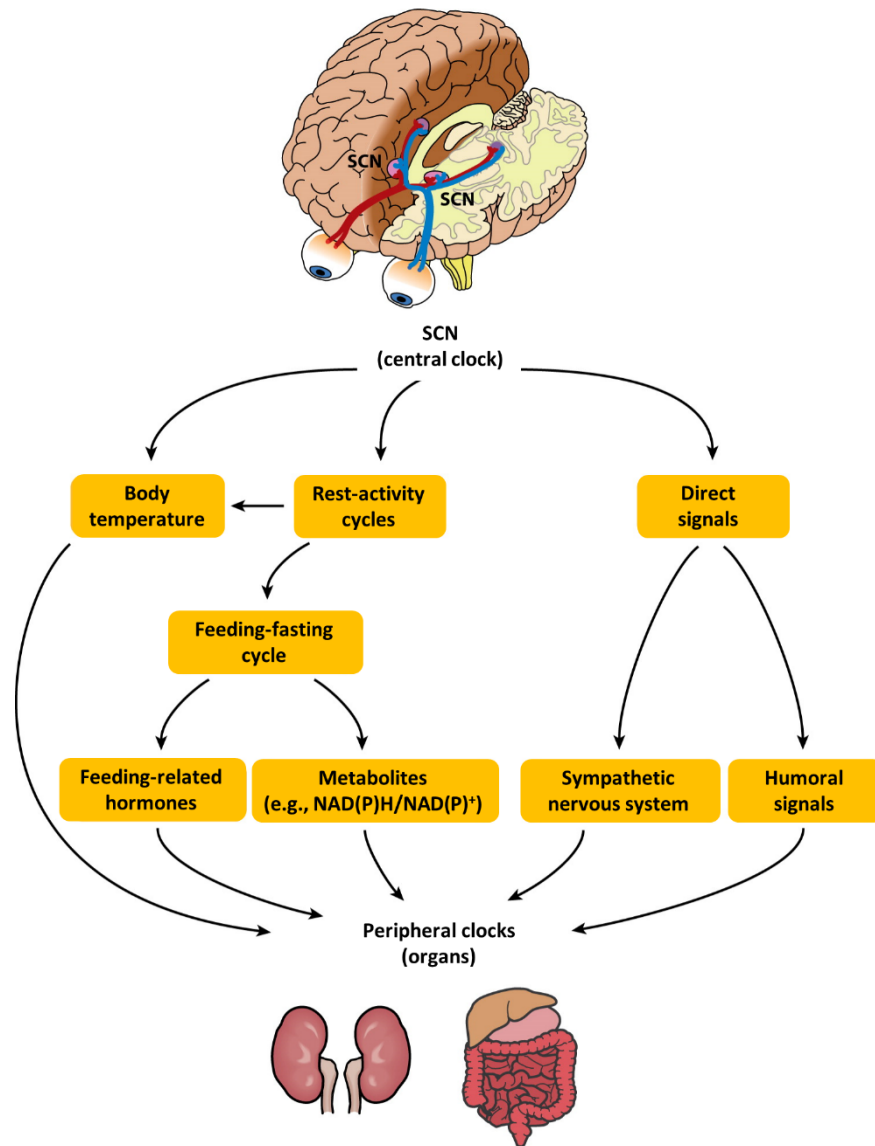 SCN
SCN
SCN
(central clock)
Body
temperature
Rest-activity
cycles
Direct
signals
Feeding-fasting
cycle
Feeding-related
hormones
Metabolites
(e.g., NAD(P)H/NAD(P)⁺)
Sympathetic
nervous system
Humoral
signals
Peripheral clocks
(organs)